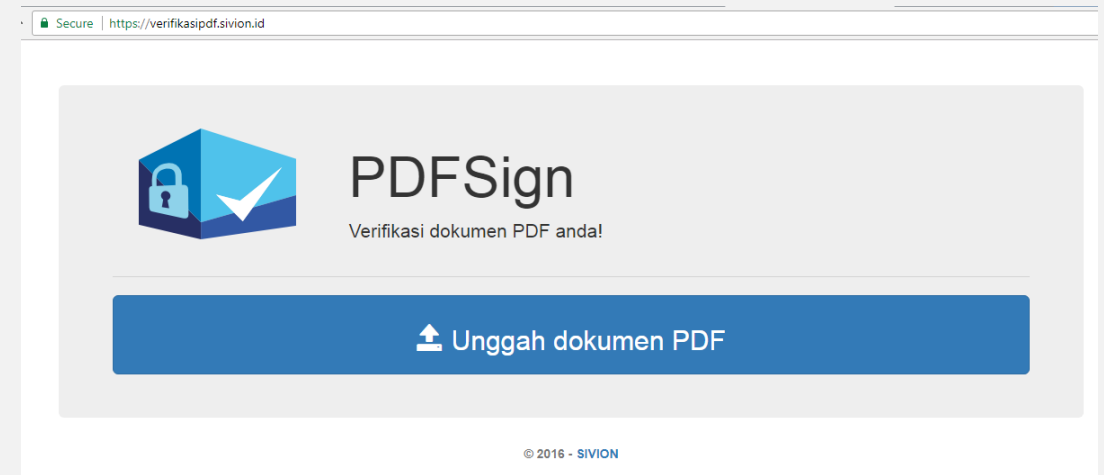 Secure | https://verifikasipdf.sivion.id
PDFSign
Verifikasi dokumen PDF anda!
Unggah dokumen PDF
© 2016 - SIVION